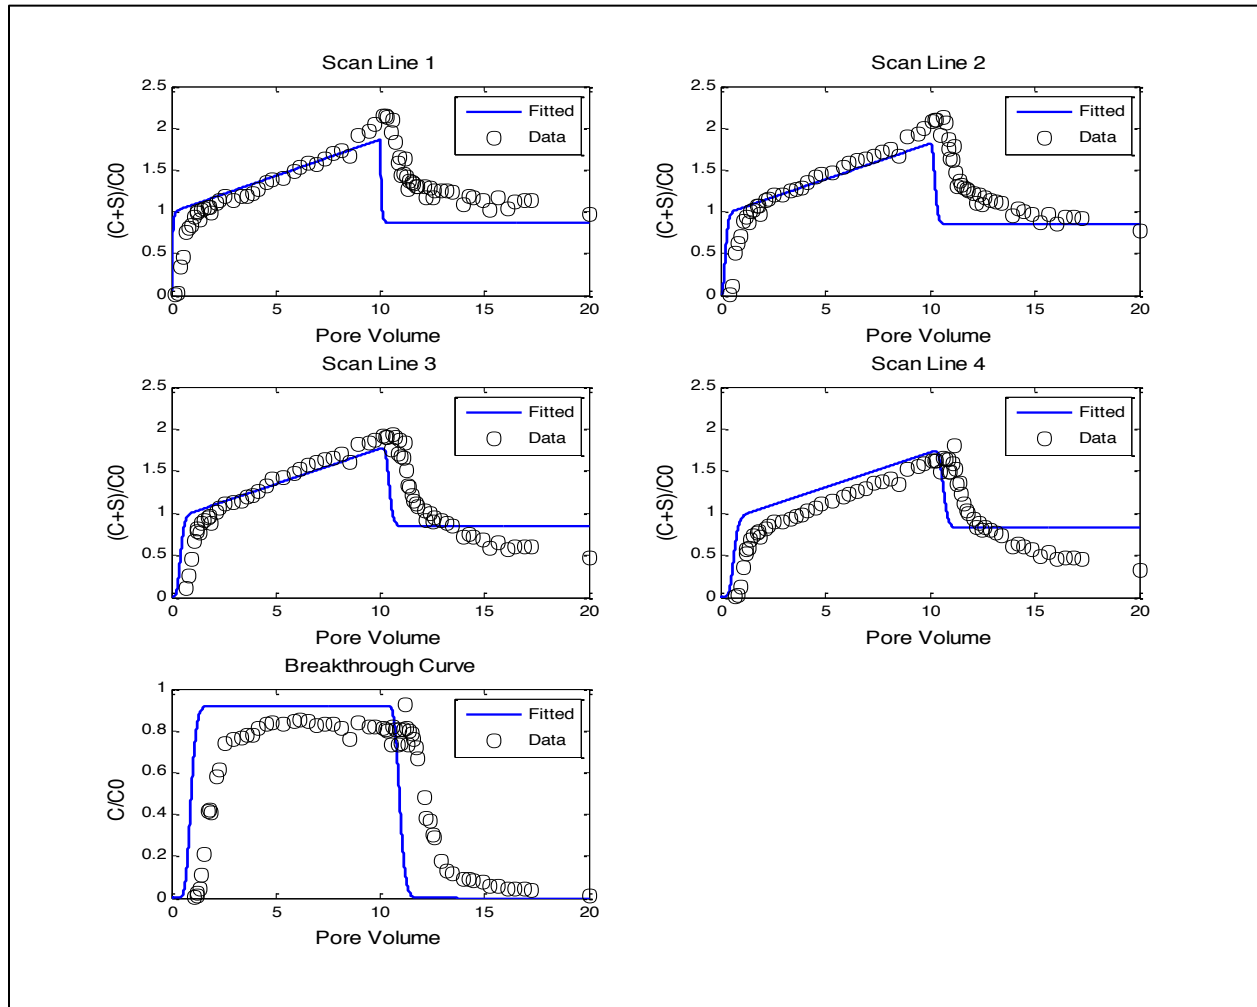 Scan Line 1
2.5
2
1.5
1
0.5
0
(C+S)/C0
Fitted
Data
0 5 10 15 20
Pore Volume
Scan Line 2
2.5
2
1.5
1
0.5
0
(C+S)/C0
Fitted
Data
0 5 10 15 20
Pore Volume
Scan Line 3
2.5
2
1.5
1
0.5
0
(C+S)/C0
Fitted
Data
0 5 10 15 20
Pore Volume
Scan Line 4
2.5
2
1.5
1
0.5
0
(C+S)/C0
Fitted
Data
0 5 10 15 20
Pore Volume
Breakthrough Curve
1
0.8
0.6
0.4
0.2
0
C/C0
Fitted
Data
0 5 10 15 20
Pore Volume